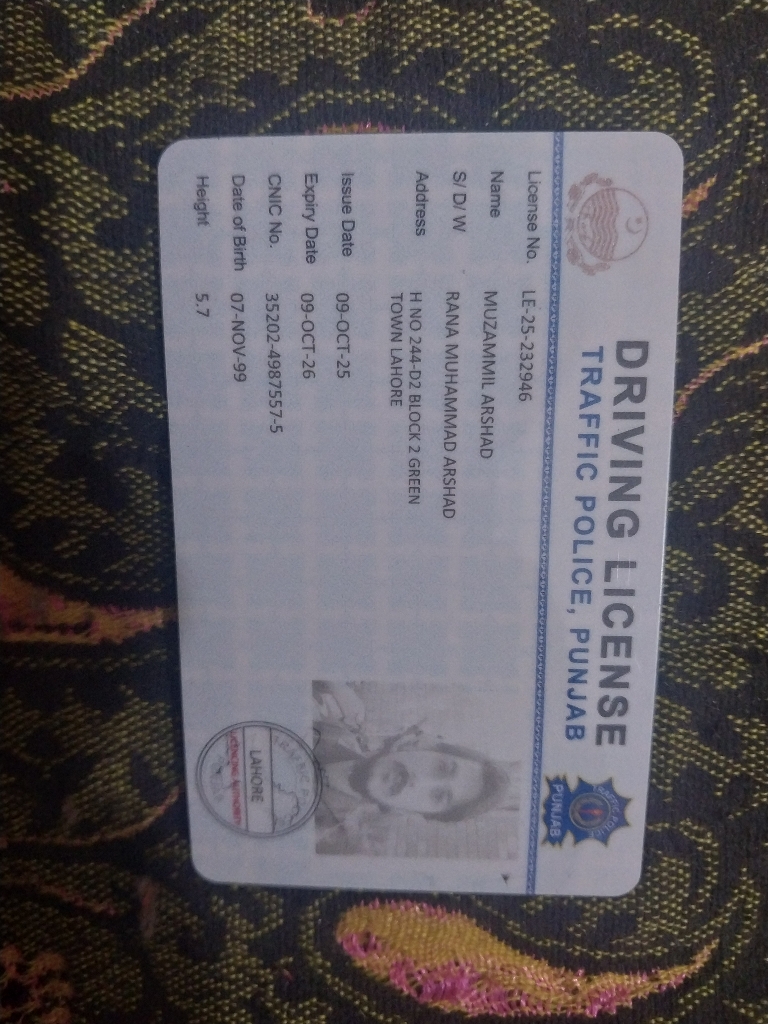 DRIVING LICENSE
TRAFFIC POLICE, PUNJAB
PUNJAB
License No. LE-25-232946
Name MUZAMMIL ARSHAD
S/ D/ W RANA MUHAMMAD ARSHAD
Address H NO 244-D2 BLOCK 2 GREEN
TOWN LAHORE
Issue Date 09-OCT-25
Expiry Date 09-OCT-26
CNIC No. 35202-4987557-5
Date of Birth 07-NOV-99
Height 5.7
LAHORE
LICENCING AUTHORITY